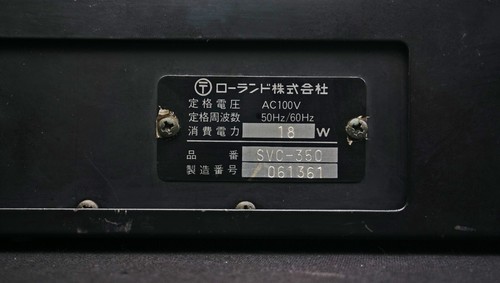 〒 ローランド株式会社
定格電圧 AC100V
定格周波数 50Hz/60Hz
消費電力 18 W
品番 SVC-350
製造番号 061361